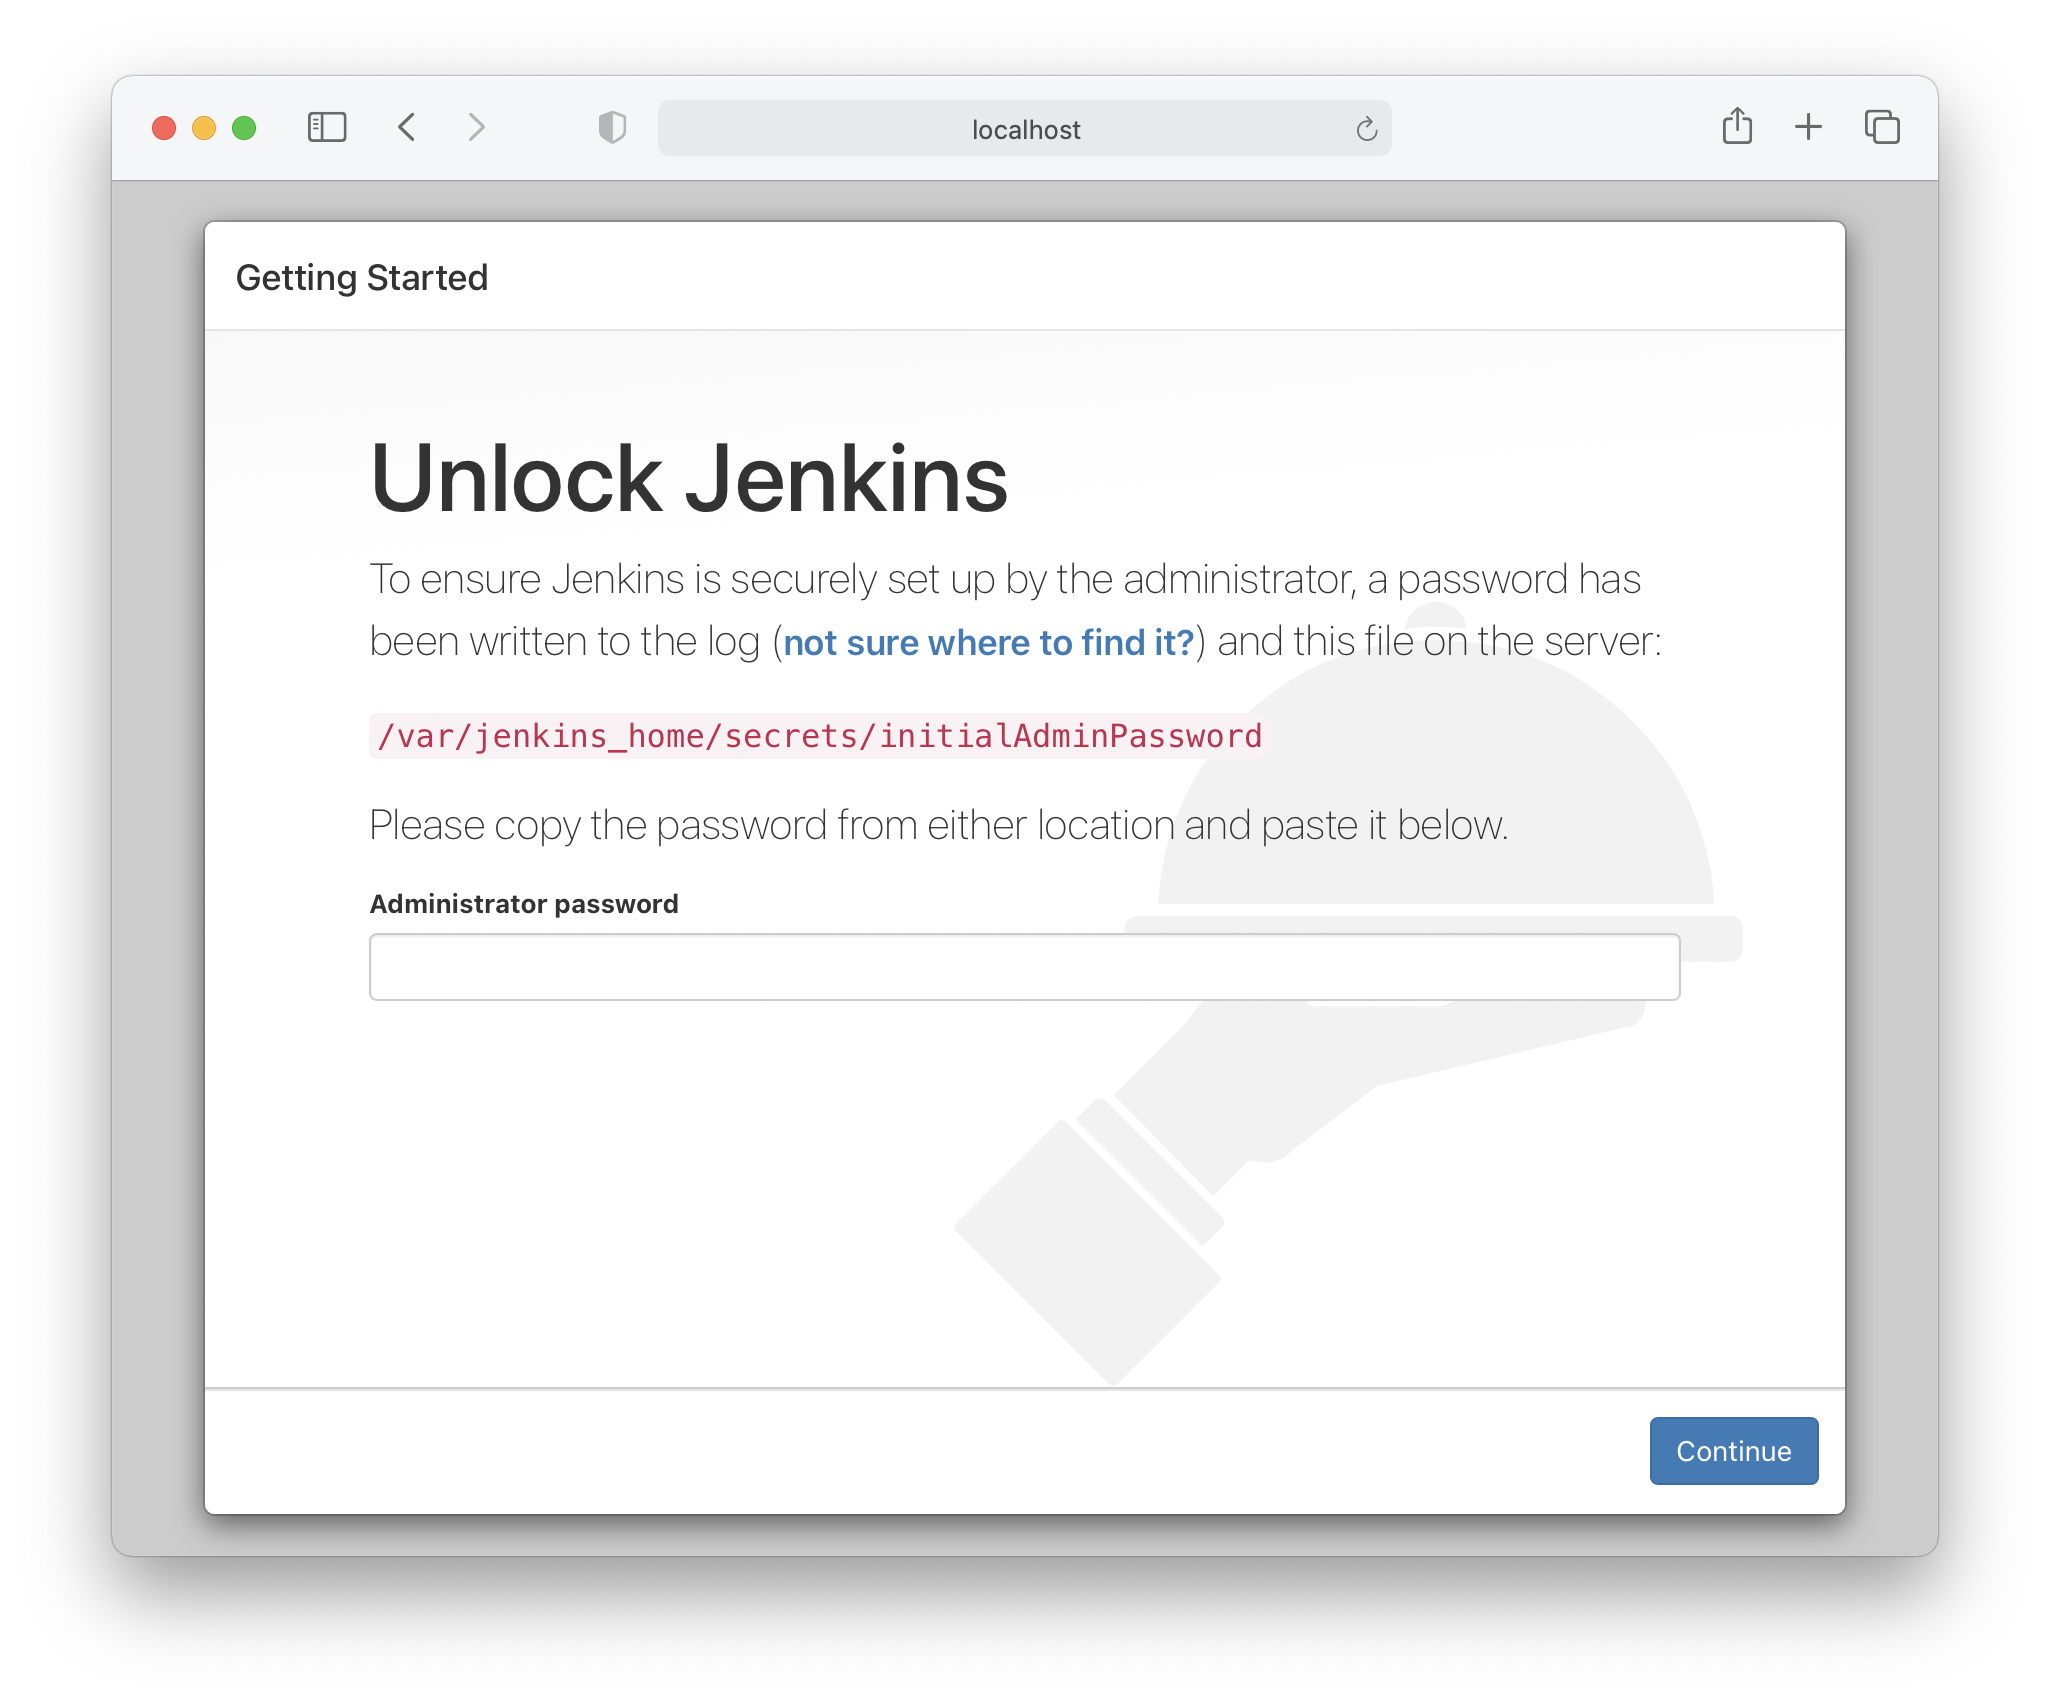 localhost
Getting Started
Unlock Jenkins
To ensure Jenkins is securely set up by the administrator, a password has
been written to the log (not sure where to find it?) and this file on the server:
/var/jenkins_home/secrets/initialAdminPassword
Please copy the password from either location and paste it below.
Administrator password
Continue